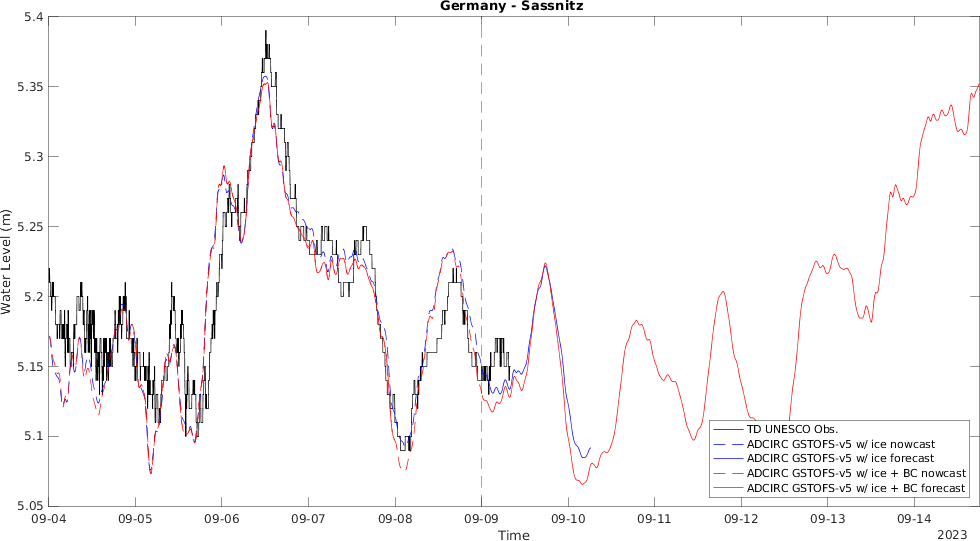 Germany - Sassnitz
5.4
5.35
5.3
5.25
5.2
5.15
5.1
5.05
Water Level (m)
09-04 09-05 09-06 09-07 09-08 09-09 09-10 09-11 09-12 09-13 09-14
Time
2023
TD UNESCO Obs.
ADCIRC GSTOFS-v5 w/ ice nowcast
ADCIRC GSTOFS-v5 w/ ice forecast
ADCIRC GSTOFS-v5 w/ ice + BC nowcast
ADCIRC GSTOFS-v5 w/ ice + BC forecast